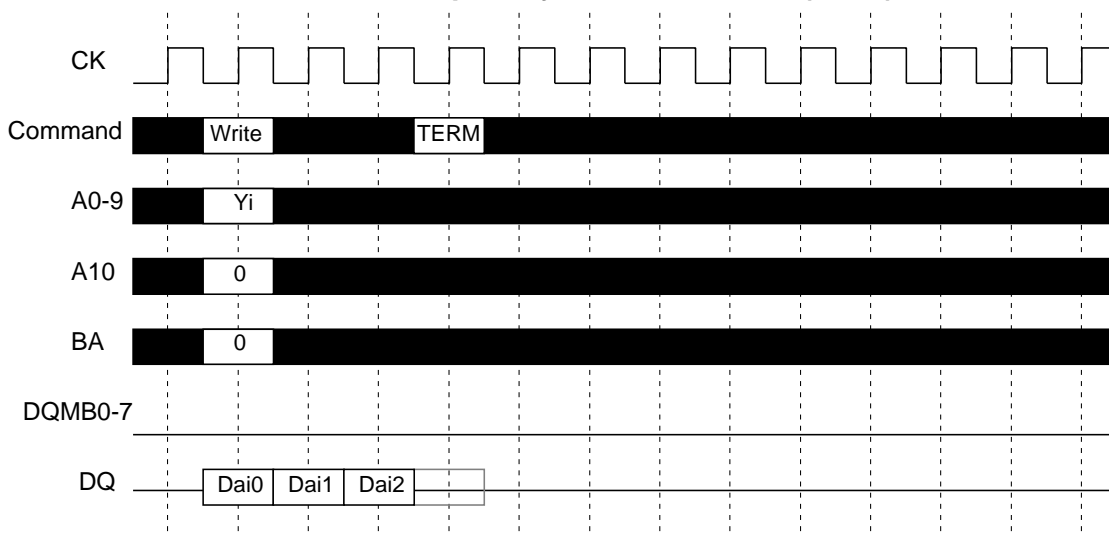 CK
Command Write TERM
A0-9 Yi
A10 0
BA 0
DQMB0-7
DQ Dai0 Dai1 Dai2